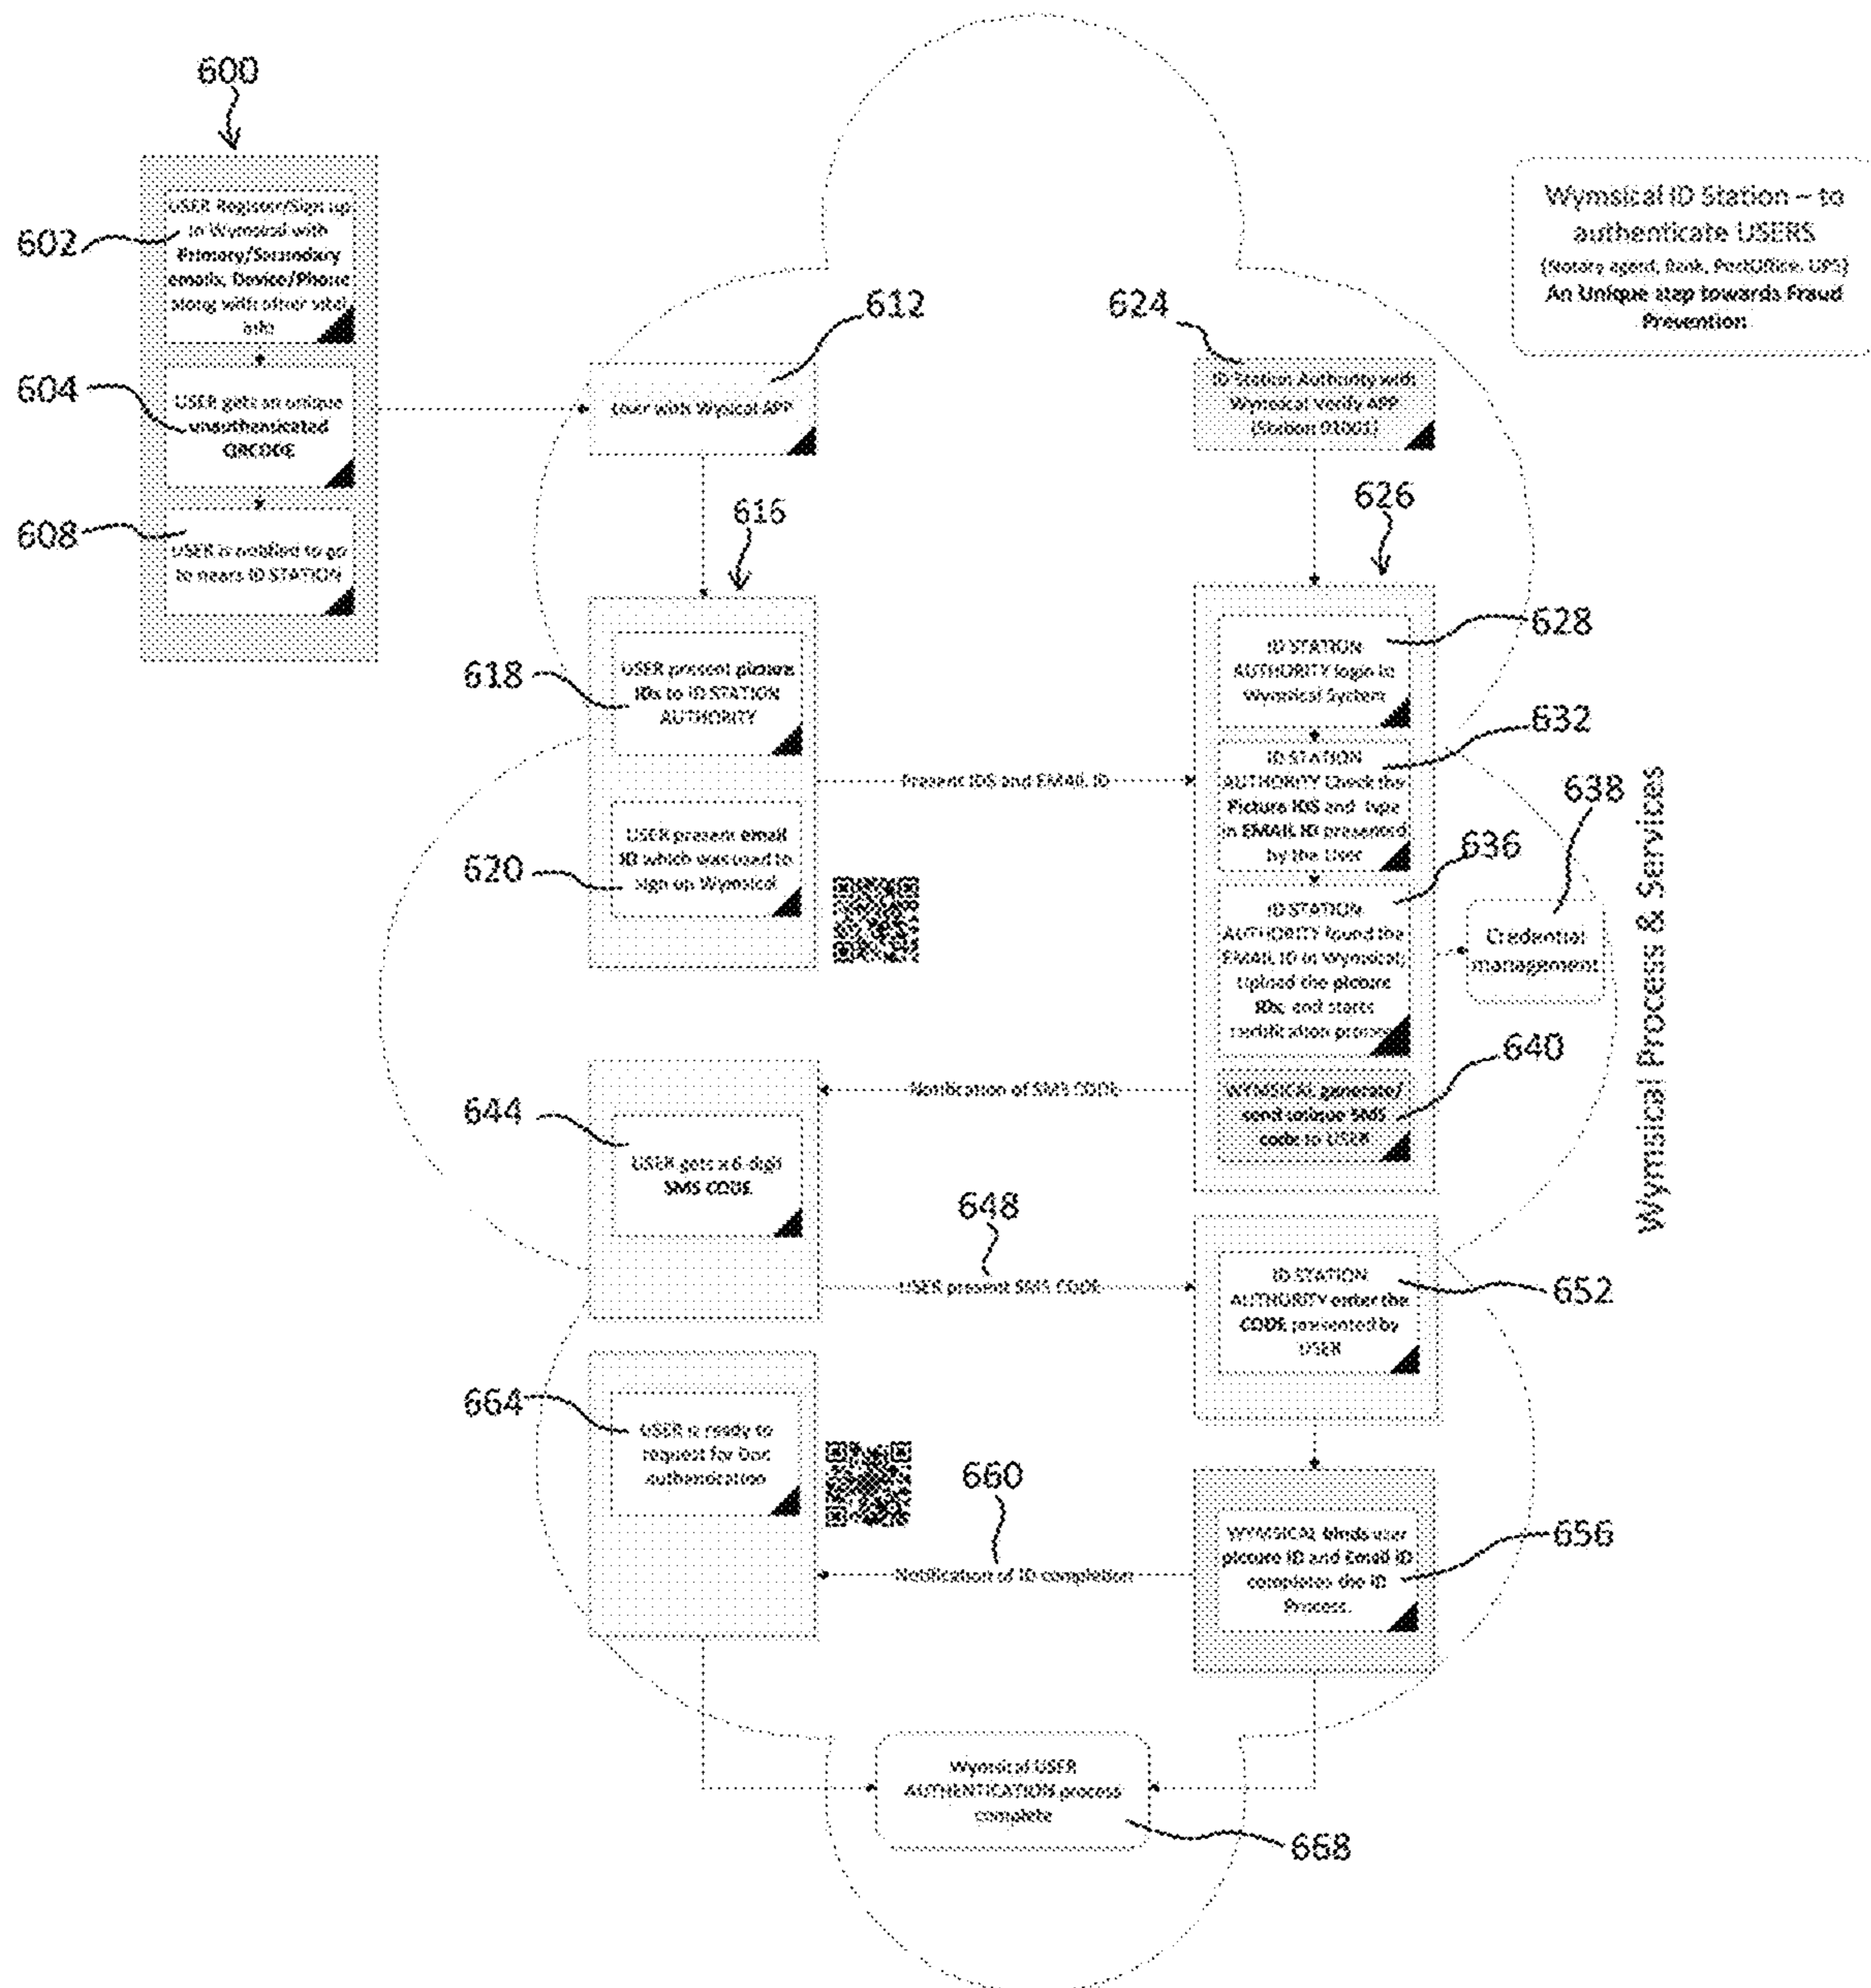 600
602
USER Register/Sign up
in Wymsical with
Primary/Secondary
emails, Device/Phone
along with other vital
info
604
USER gets an unique
unauthenticated
QRCODE
608
USER is notified to go
to nears ID STATION
612
User with Wysical APP
624
ID Station Authority with
Wymsical Verify APP
(Station 01001)
Wymsical ID Station – to
authenticate USERS
(Notary agent, Bank, PostOffice, UPS)
An Unique step towards Fraud
Prevention
616
618
USER present picture
IDs to ID STATION
AUTHORITY
620
USER present email
ID which was used to
sign up Wymsical
Present IDS and EMAIL ID
626
628
ID STATION
AUTHORITY login to
Wymsical System
632
ID STATION
AUTHORITY Check the
Picture IDS and type
in EMAIL ID presented
by the User
636
ID STATION
AUTHORITY found the
EMAIL ID in Wymsical,
Upload the picture
IDs, and starts
certification process
638
Credential
management
640
WYMSICAL generate/
send unique SMS
code to USER
Wymsical Process & Services
Notification of SMS CODE
644
USER gets a 6 digit
SMS CODE
648
USER present SMS CODE
652
ID STATION
AUTHORITY enter the
CODE presented by
USER
664
USER is ready to
request for Doc
authentication
660
Notification of ID completion
656
WYMSICAL binds user
picture ID and Email ID
completes the ID
Process.
Wymsical USER
AUTHENTICATION process
complete
668